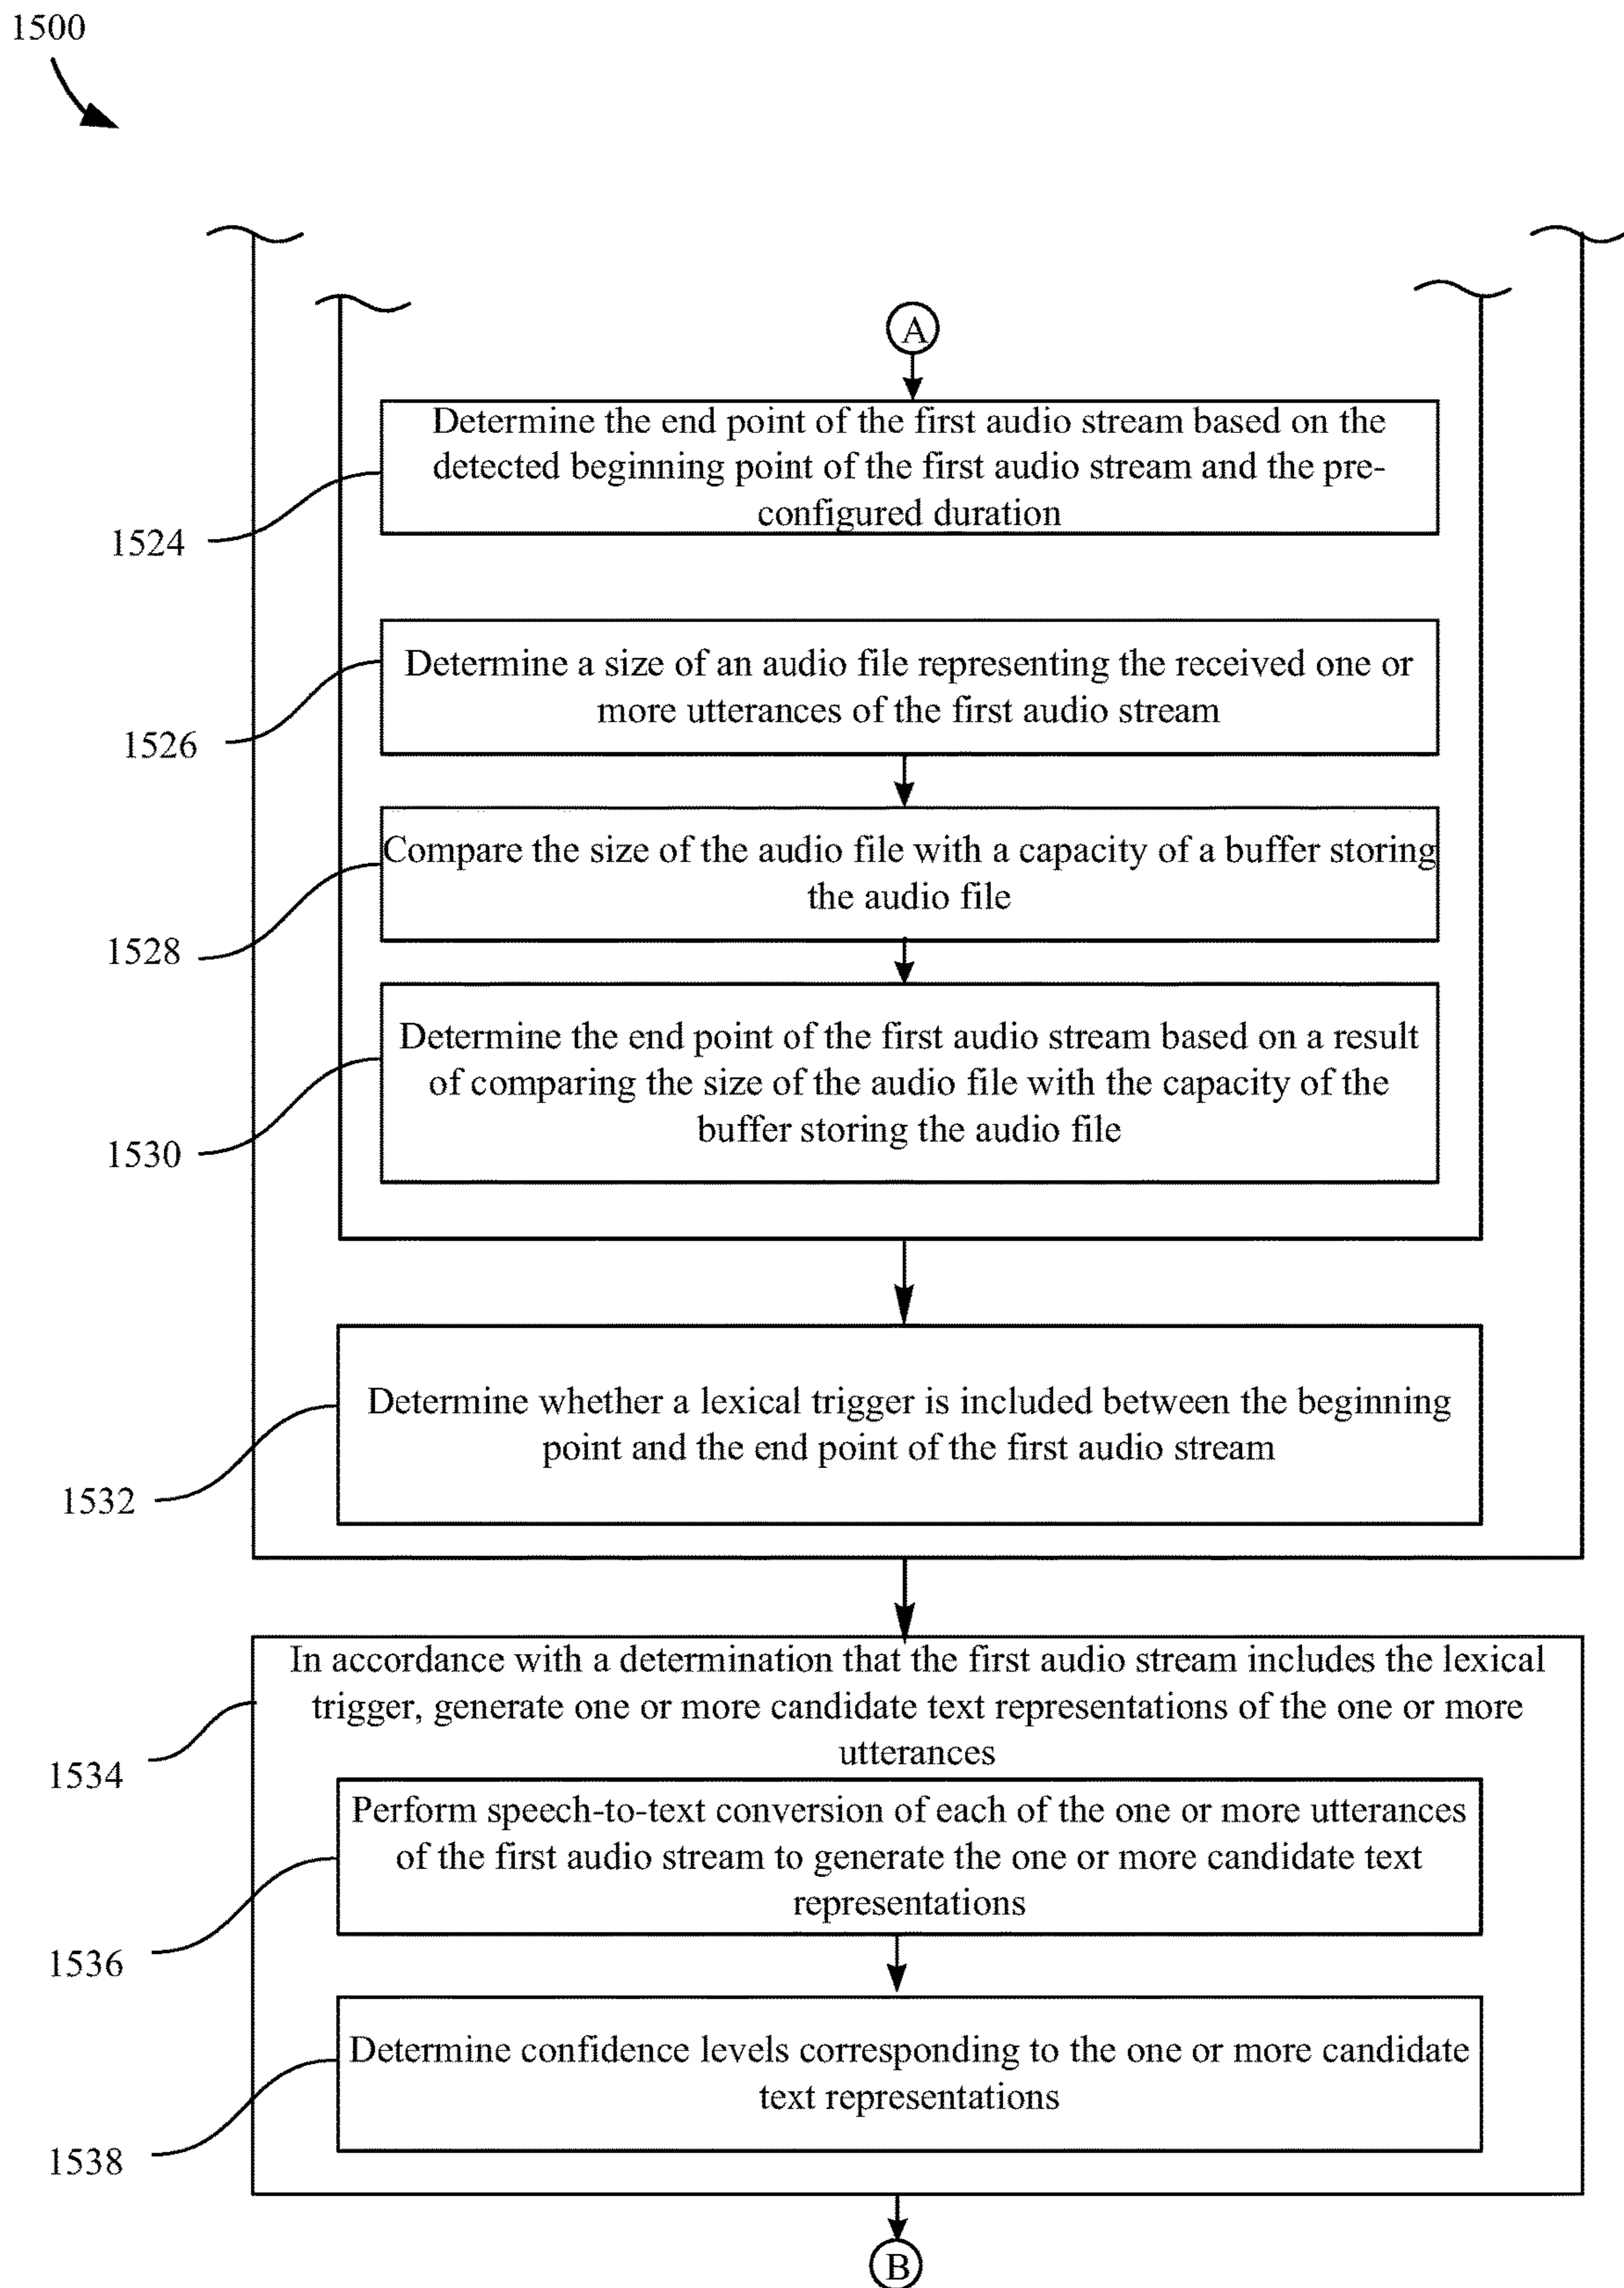 1500
A
Determine the end point of the first audio stream based on the
detected beginning point of the first audio stream and the pre-
configured duration
1524
Determine a size of an audio file representing the received one or
more utterances of the first audio stream
1526
Compare the size of the audio file with a capacity of a buffer storing
the audio file
1528
Determine the end point of the first audio stream based on a result
of comparing the size of the audio file with the capacity of the
buffer storing the audio file
1530
Determine whether a lexical trigger is included between the beginning
point and the end point of the first audio stream
1532
In accordance with a determination that the first audio stream includes the lexical
trigger, generate one or more candidate text representations of the one or more
utterances
1534
Perform speech-to-text conversion of each of the one or more utterances
of the first audio stream to generate the one or more candidate text
representations
1536
Determine confidence levels corresponding to the one or more candidate
text representations
1538
B